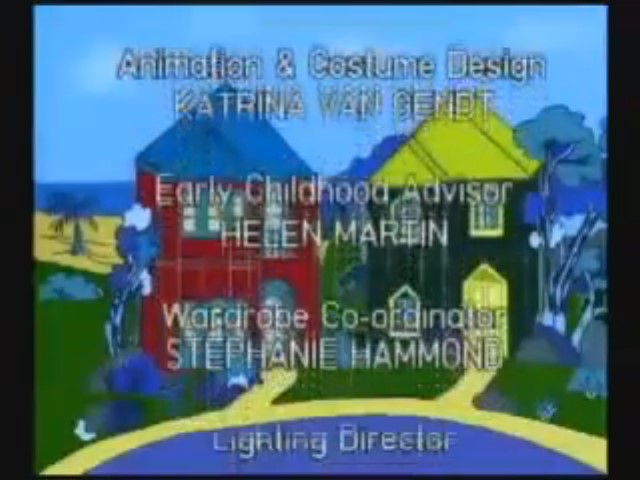 Animation & Costume Design
KATRINA VAN GENDT
Early Childhood Advisor
HELEN MARTIN
Wardrobe Co-ordinator
STEPHANIE HAMMOND
Lighting Director